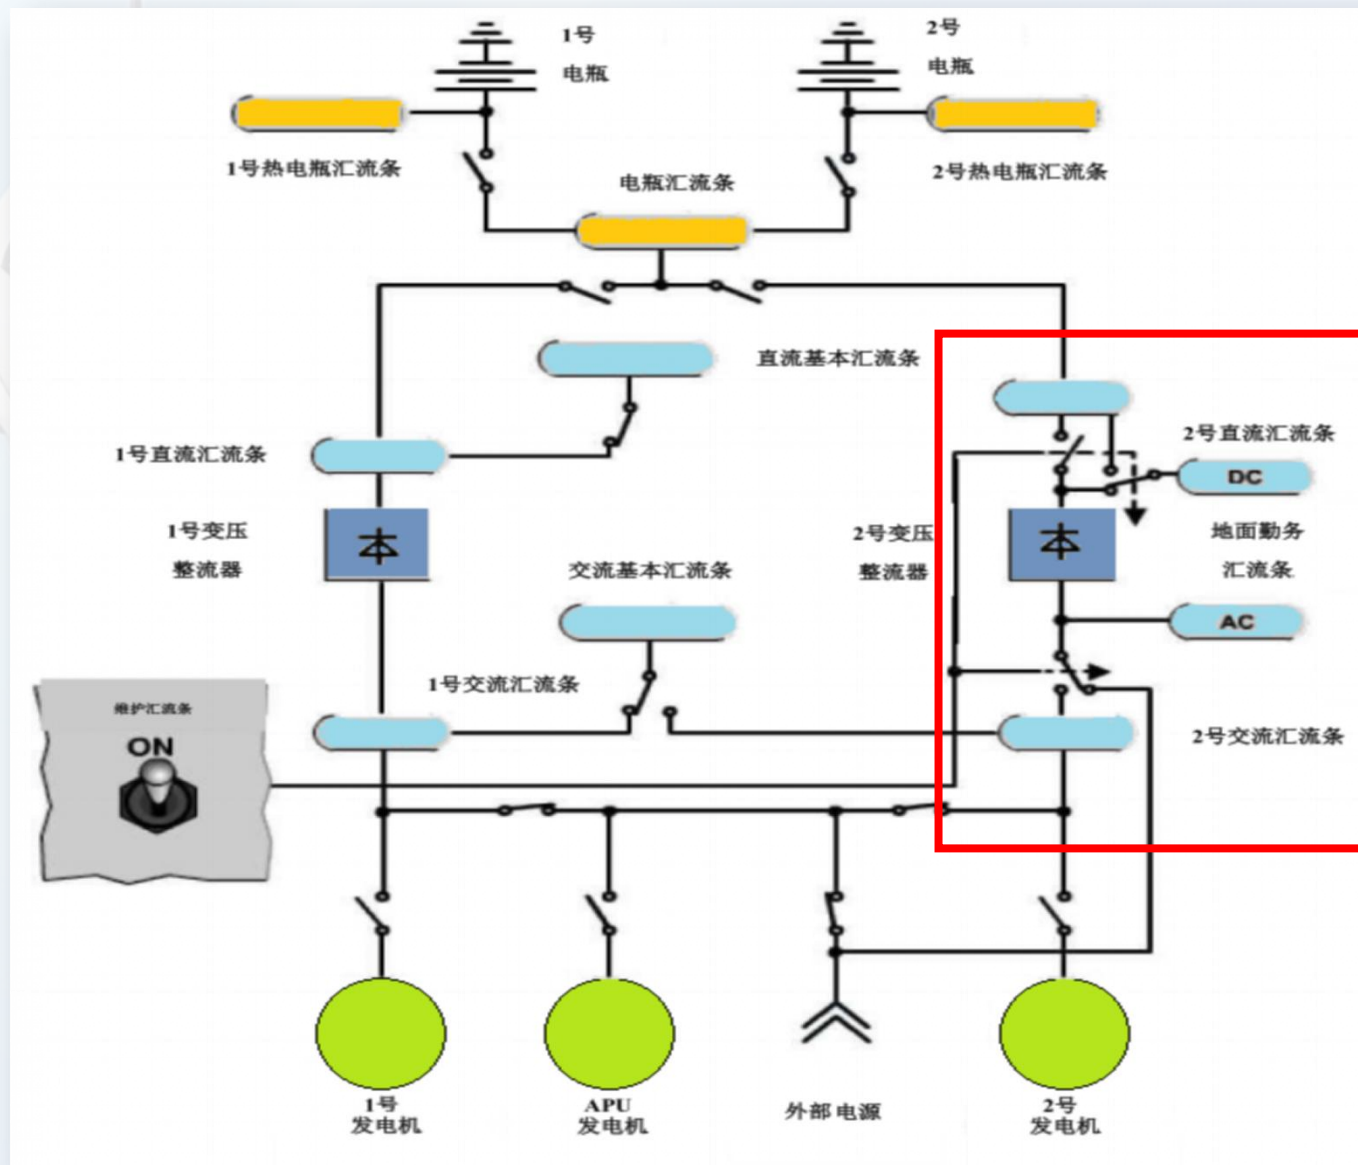 1号
电瓶
2号
电瓶
1号热电瓶汇流条
电瓶汇流条
2号热电瓶汇流条
直流基本汇流条
1号直流汇流条
2号直流汇流条
DC
1号变压
整流器
2号变压
整流器
地面勤务
汇流条
交流基本汇流条
AC
1号交流汇流条
维护汇流条
ON
2号交流汇流条
1号
发电机
APU
发电机
外部电源
2号
发电机